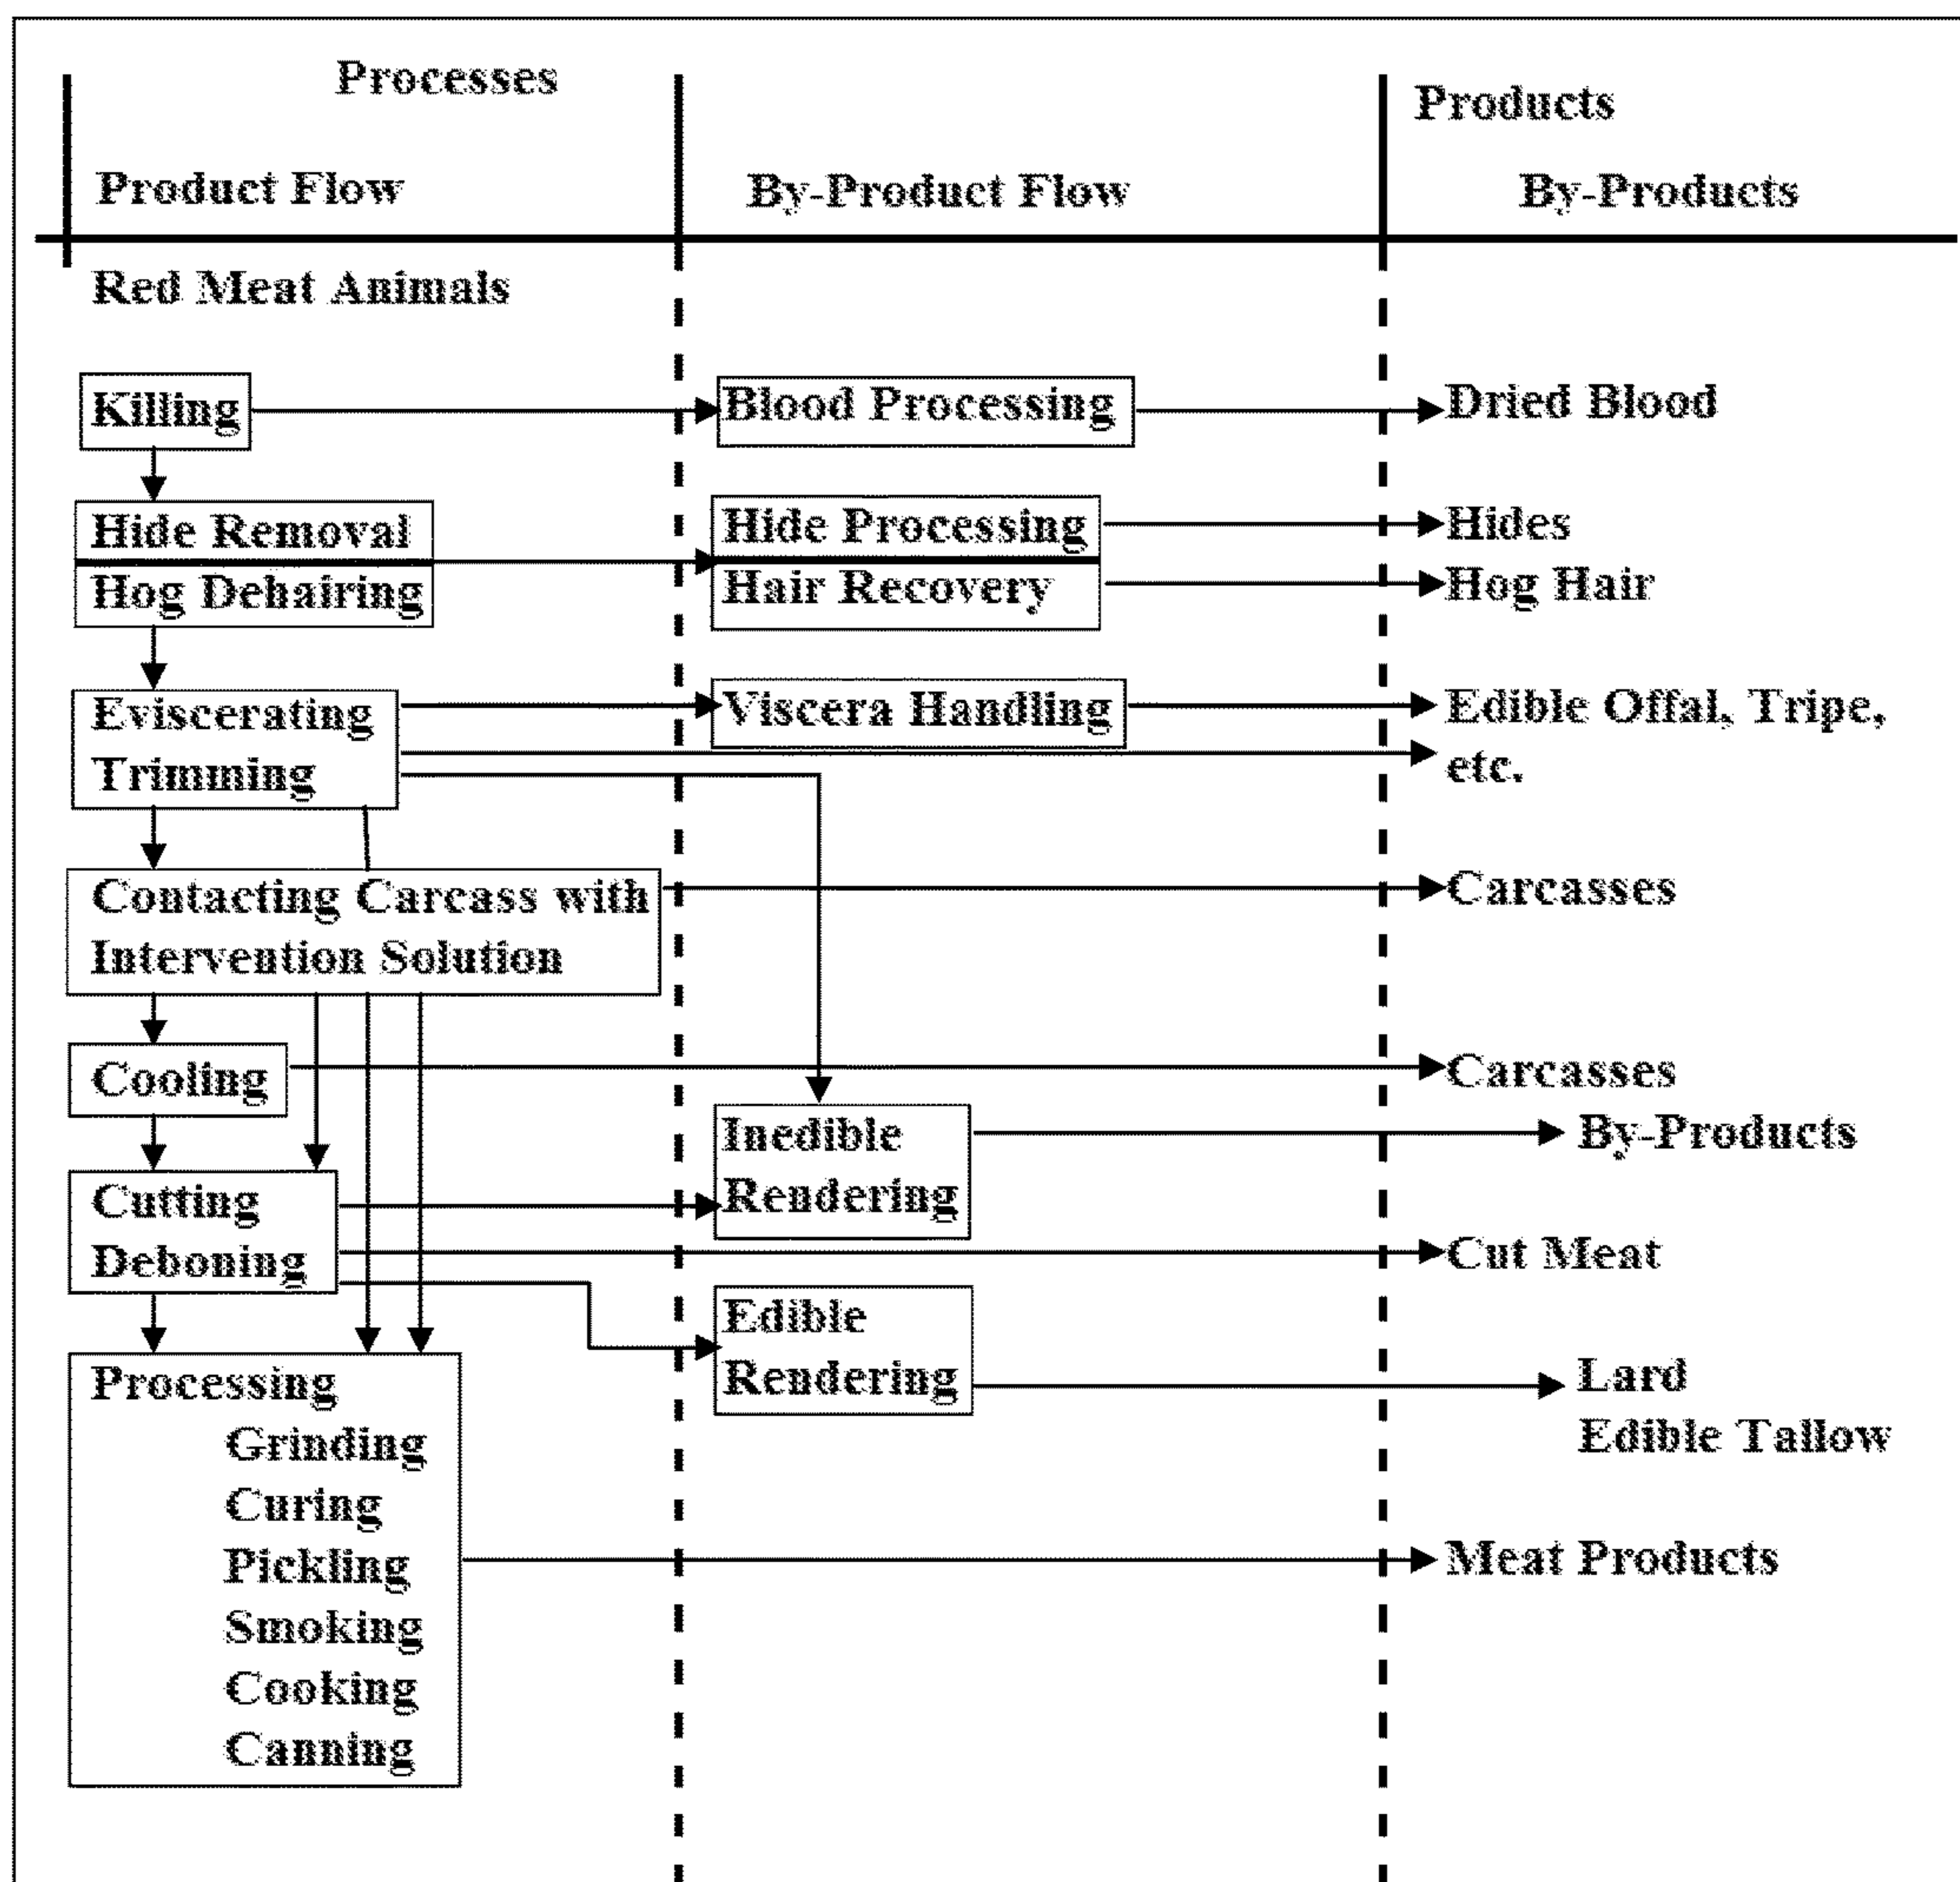 Processes
Products
Product Flow
By-Product Flow
By-Products
Red Meat Animals
Killing
Blood Processing
Dried Blood
Hide Removal
Hide Processing
Hides
Hog Dehairing
Hair Recovery
Hog Hair
Eviscerating
Trimming
Viscera Handling
Edible Offal, Tripe,
etc.
Contacting Carcass with
Intervention Solution
Carcasses
Cooling
Carcasses
Inedible
Rendering
By-Products
Cutting
Deboning
Cut Meat
Edible
Rendering
Lard
Edible Tallow
Processing
Grinding
Curing
Pickling
Smoking
Cooking
Canning
Meat Products